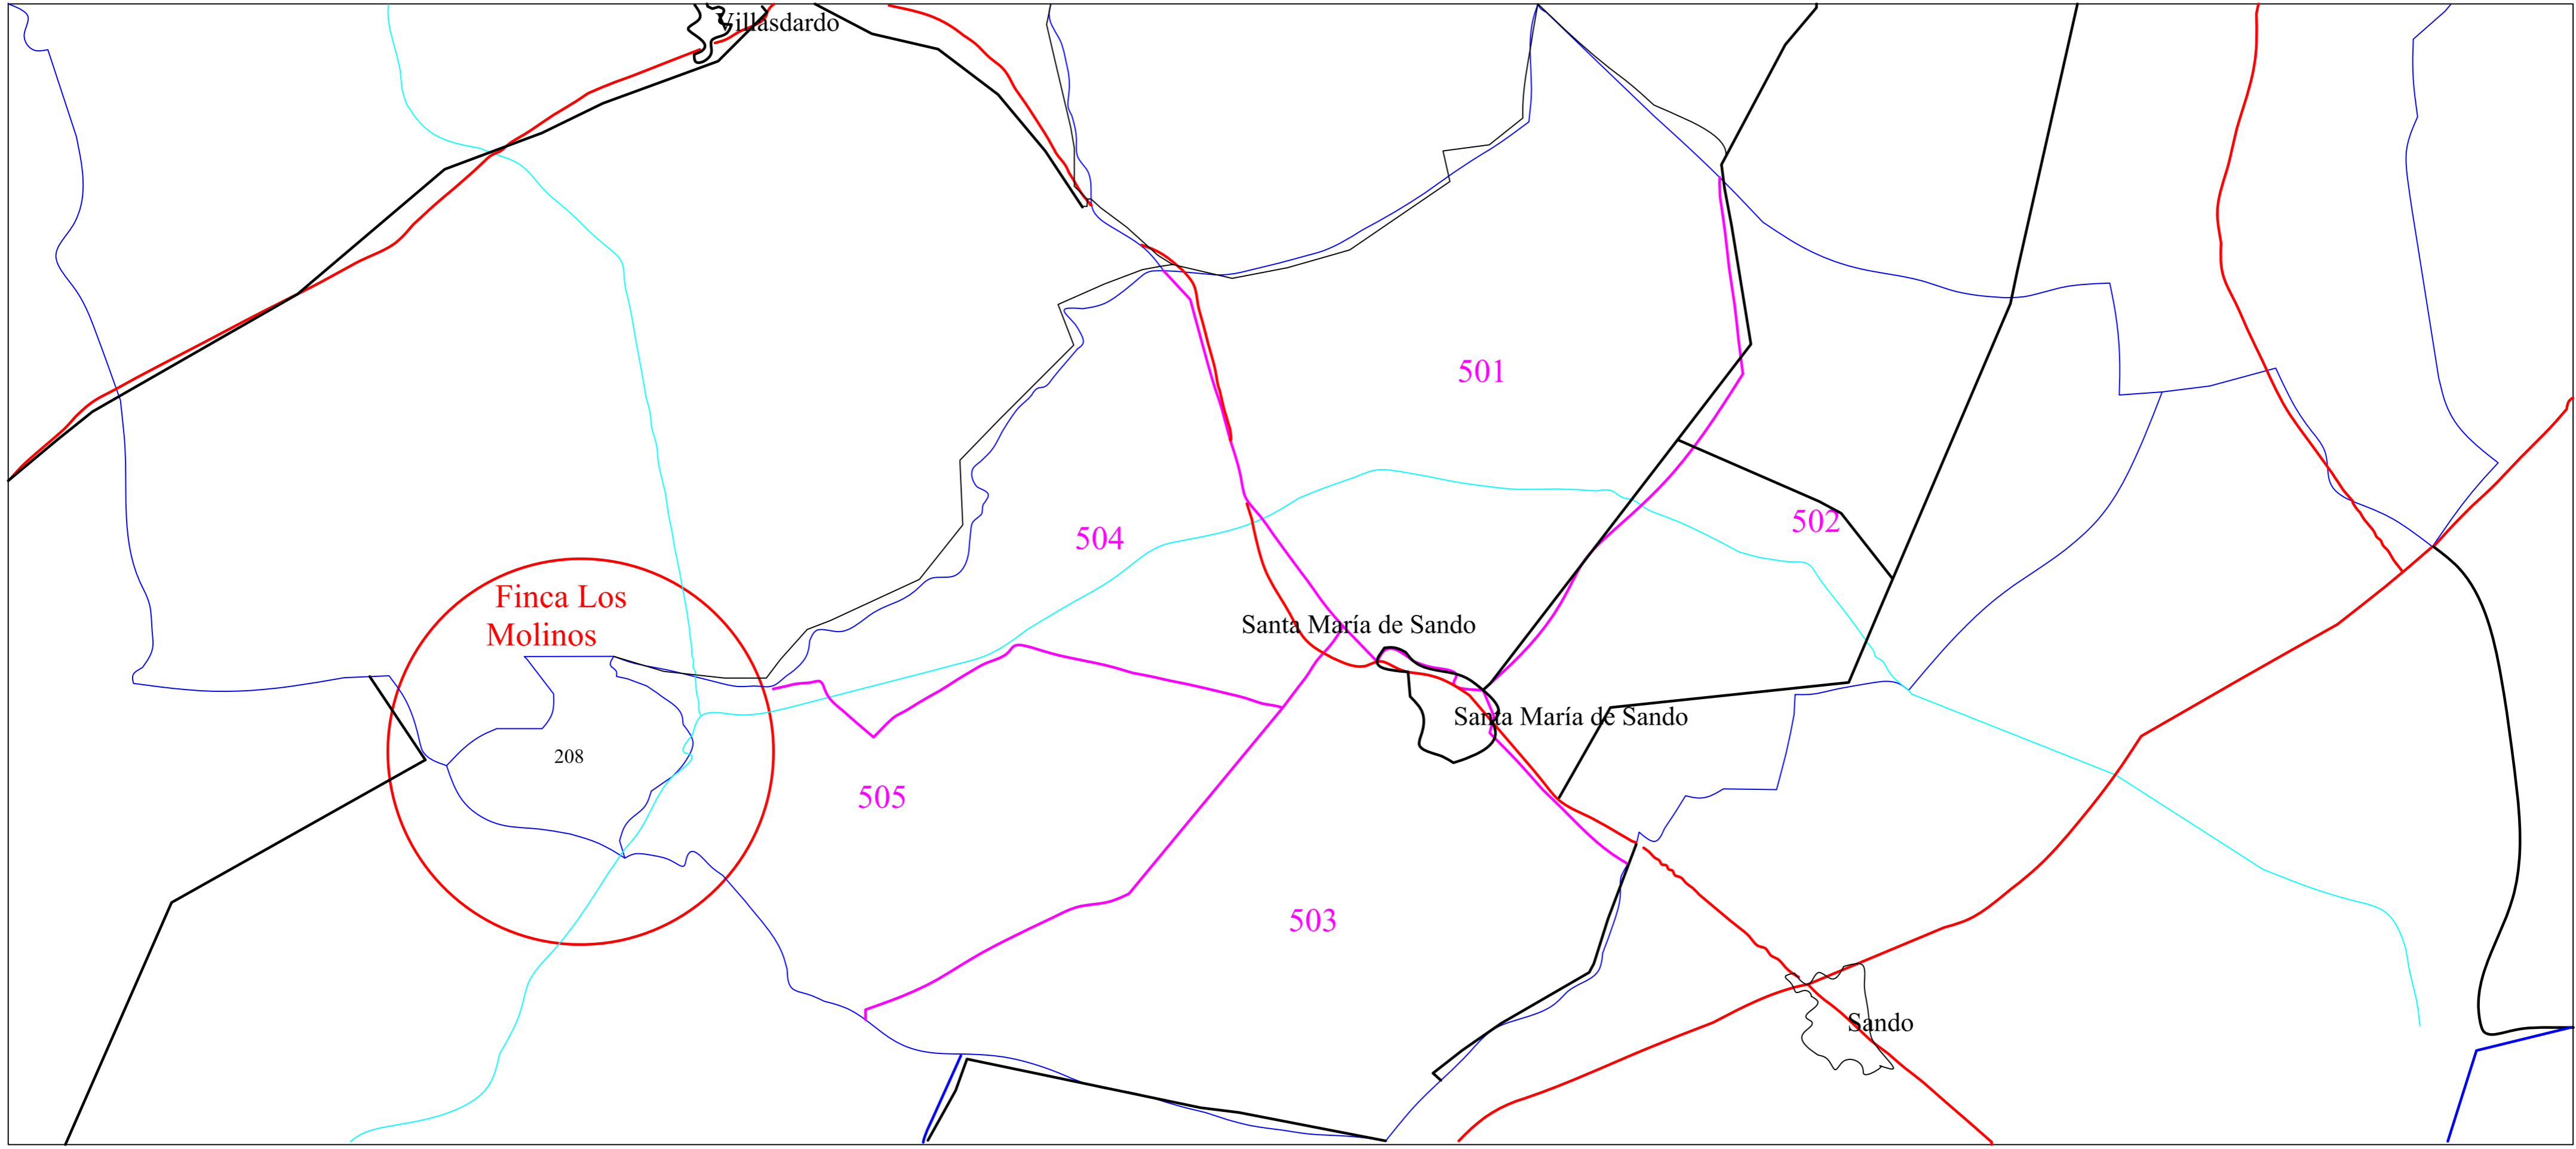 Villasdardo
501
502
504
Finca Los
Molinos
Santa María de Sando
Santa María de Sando
208
505
503
Sando